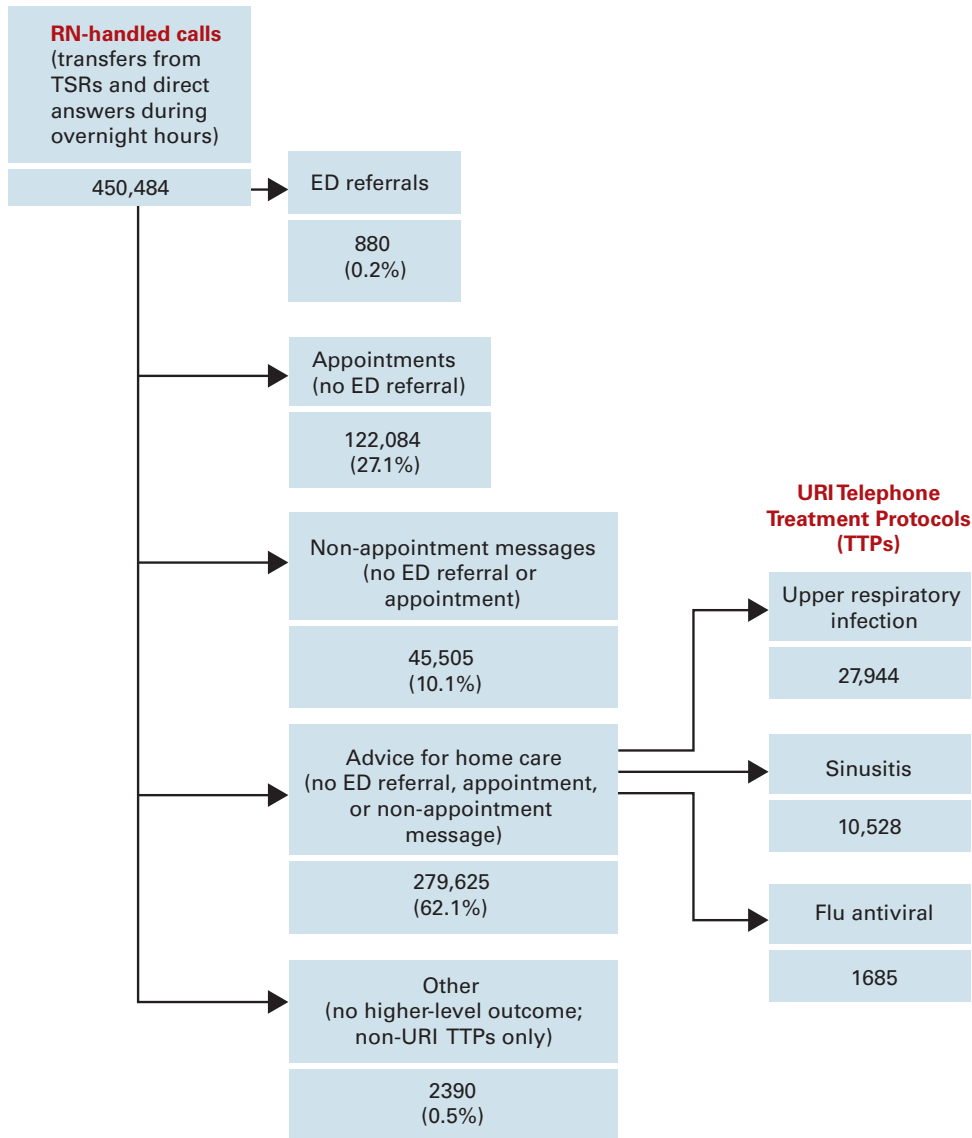 RN-handled calls
(transfers from
TSRs and direct
answers during
overnight hours)
450,484
ED referrals
880
(0.2%)
Appointments
(no ED referral)
122,084
(27.1%)
Non-appointment messages
(no ED referral or
appointment)
45,505
(10.1%)
Advice for home care
(no ED referral, appointment,
or non-appointment
message)
279,625
(62.1%)
Other
(no higher-level outcome;
non-URI TTPs only)
2390
(0.5%)
URI Telephone
Treatment Protocols
(TTPs)
Upper respiratory
infection
27,944
Sinusitis
10,528
Flu antiviral
1685